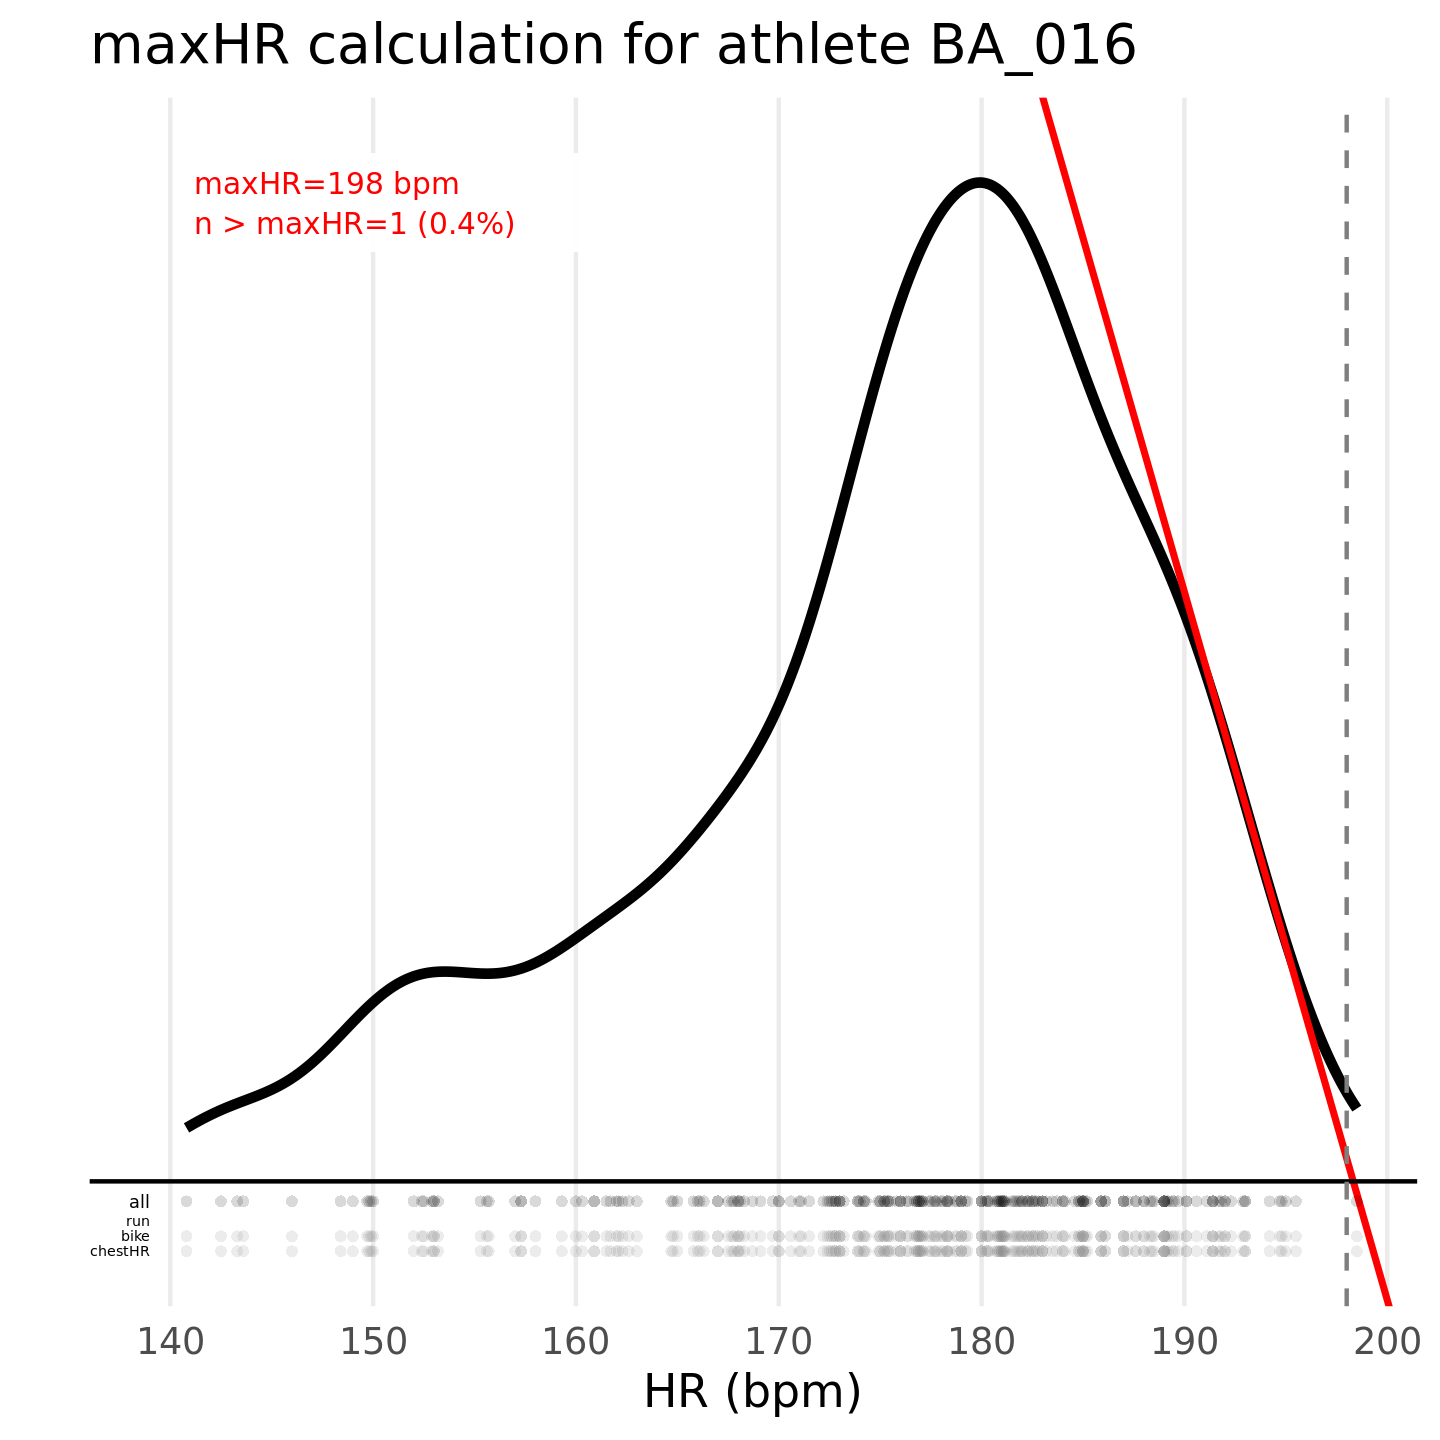 maxHR calculation for athlete BA_016
maxHR=198 bpm
n > maxHR=1 (0.4%)
all
run
bike
chestHR
140 150 160 170 180 190 200
HR (bpm)